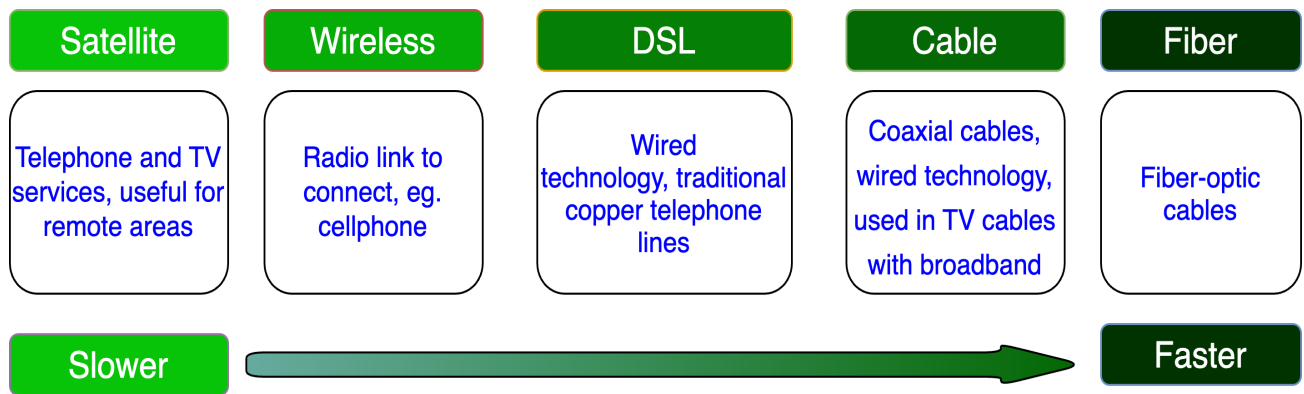 Satellite
Wireless
DSL
Cable
Fiber
Telephone and TV
services, useful for
remote areas
Radio link to
connect, eg.
cellphone
Wired
technology, traditional
copper telephone
lines
Coaxial cables,
wired technology,
used in TV cables
with broadband
Fiber-optic
cables
Slower
Faster